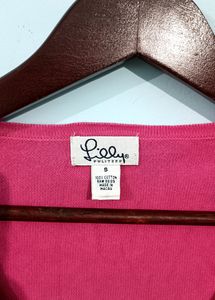 Lilly
PULITZER
S
100% COTTON
MADE IN
MACAU